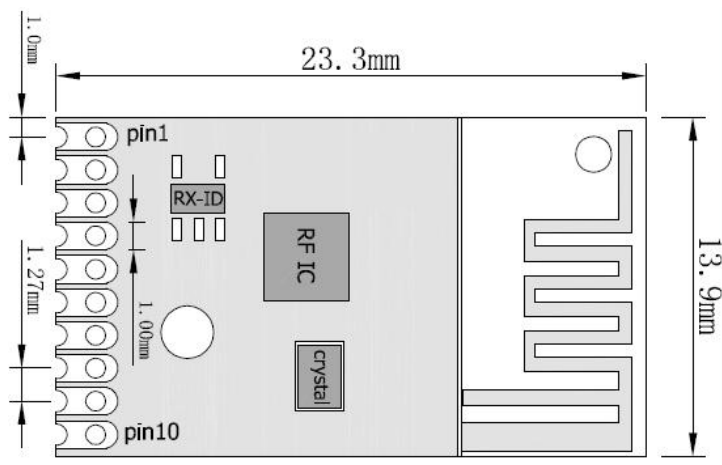 1.0mm
23.3mm
pin1
RX-ID
RF IC
13.9mm
1.27mm
1.00mm
crystal
pin10